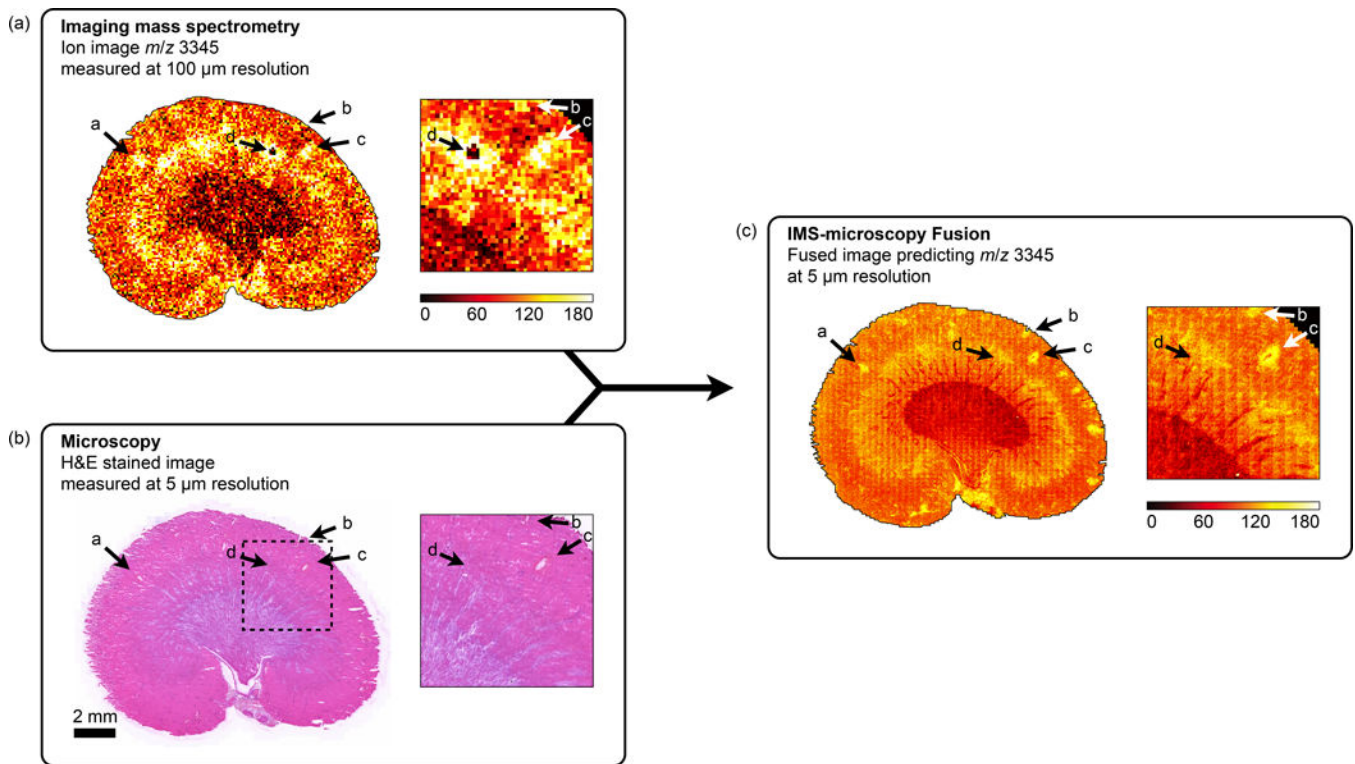 (a)
Imaging mass spectrometry
Ion image m/z 3345
measured at 100 µm resolution
a
b
c
d
b
c
d
0 60 120 180
(b)
Microscopy
H&E stained image
measured at 5 µm resolution
a
b
c
d
b
c
d
2 mm
(c)
IMS-microscopy Fusion
Fused image predicting m/z 3345
at 5 µm resolution
a
b
c
d
b
c
d
0 60 120 180